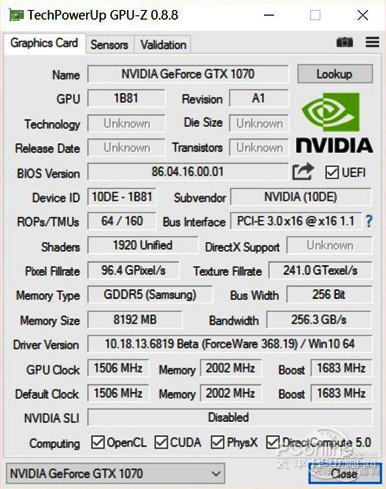 TechPowerUp GPU-Z 0.8.8
Graphics Card Sensors Validation
Name NVIDIA GeForce GTX 1070 Lookup
GPU 1B81 Revision A1
Technology Unknown Die Size Unknown
Release Date Unknown Transistors Unknown
NVIDIA
BIOS Version 86.04.16.00.01 UEFI
Device ID 10DE - 1B81 Subvendor NVIDIA (10DE)
ROPs/TMUs 64 / 160 Bus Interface PCI-E 3.0 x16 @ x16 1.1 ?
Shaders 1920 Unified DirectX Support Unknown
Pixel Fillrate 96.4 GPixel/s Texture Fillrate 241.0 GTexel/s
Memory Type GDDR5 (Samsung) Bus Width 256 Bit
Memory Size 8192 MB Bandwidth 256.3 GB/s
Driver Version 10.18.13.6819 Beta (ForceWare 368.19) / Win10 64
GPU Clock 1506 MHz Memory 2002 MHz Boost 1683 MHz
Default Clock 1506 MHz Memory 2002 MHz Boost 1683 MHz
NVIDIA SLI Disabled
Computing OpenCL CUDA PhysX DirectCompute 5.0
PConline
NVIDIA GeForce GTX 1070 Close